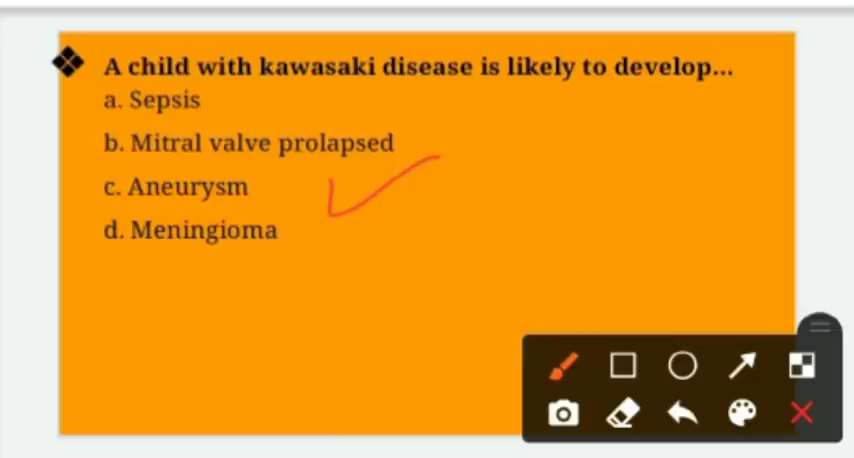 A child with kawasaki disease is likely to develop...
a. Sepsis
b. Mitral valve prolapsed
c. Aneurysm
d. Meningioma